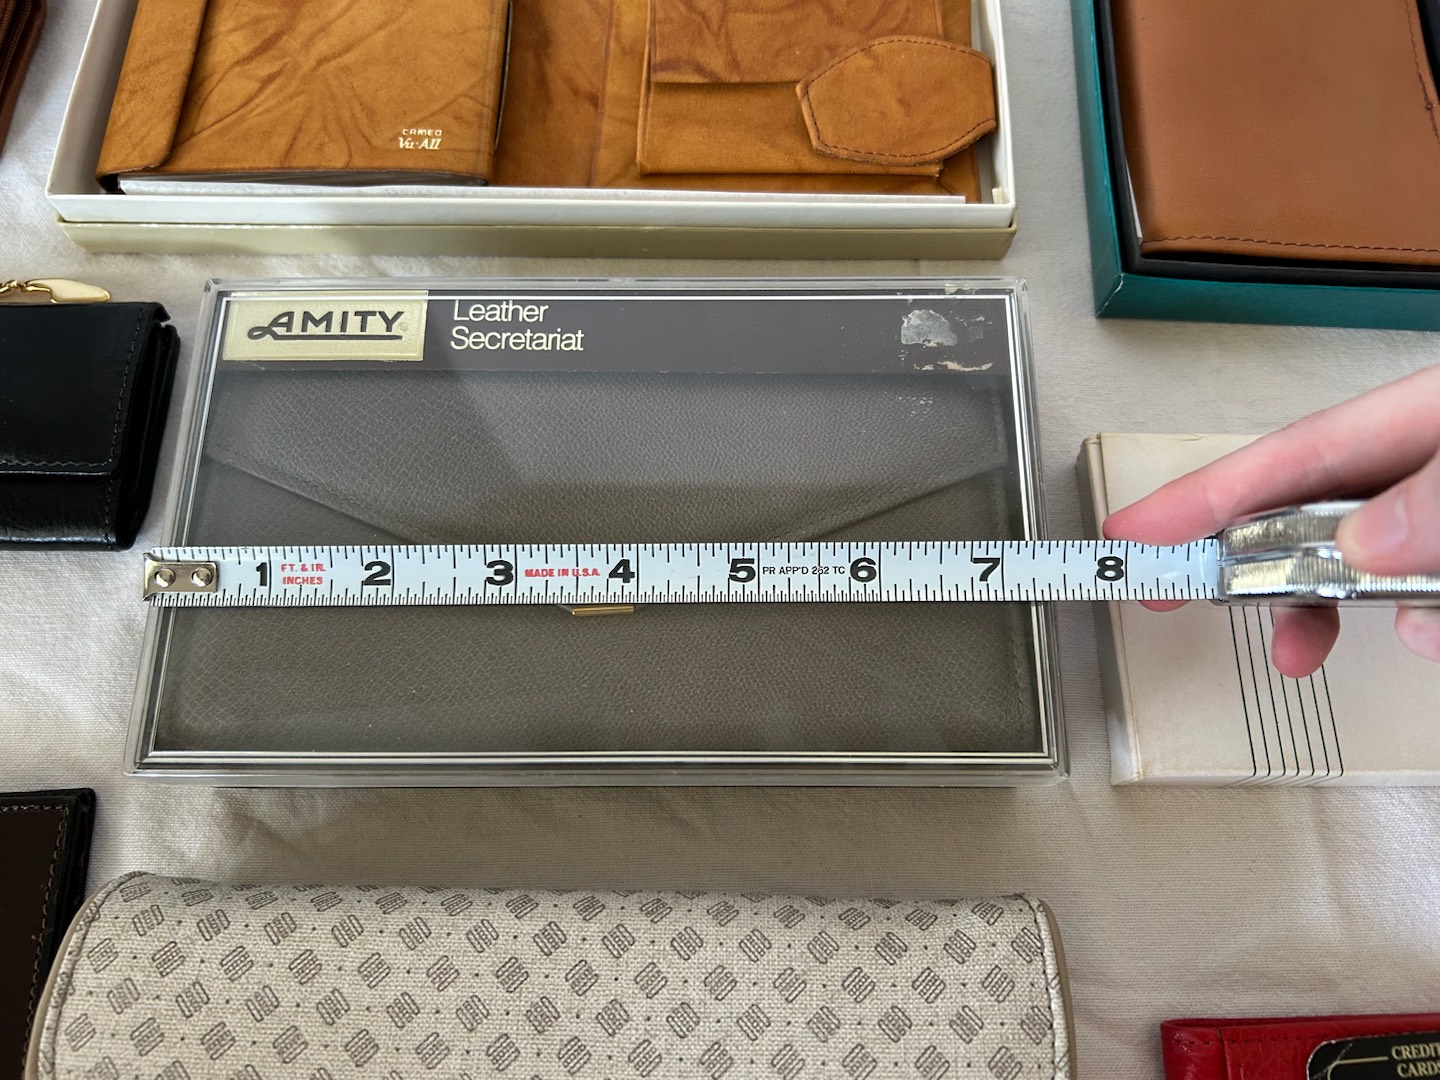 CAMEO
Vu-All
AMITY
Leather
Secretariat
1 FT. & IN. INCHES 2 3 MADE IN U.S.A. 4 5 PR APP'D 262 TC 6 7 8
CREDIT
CARDS